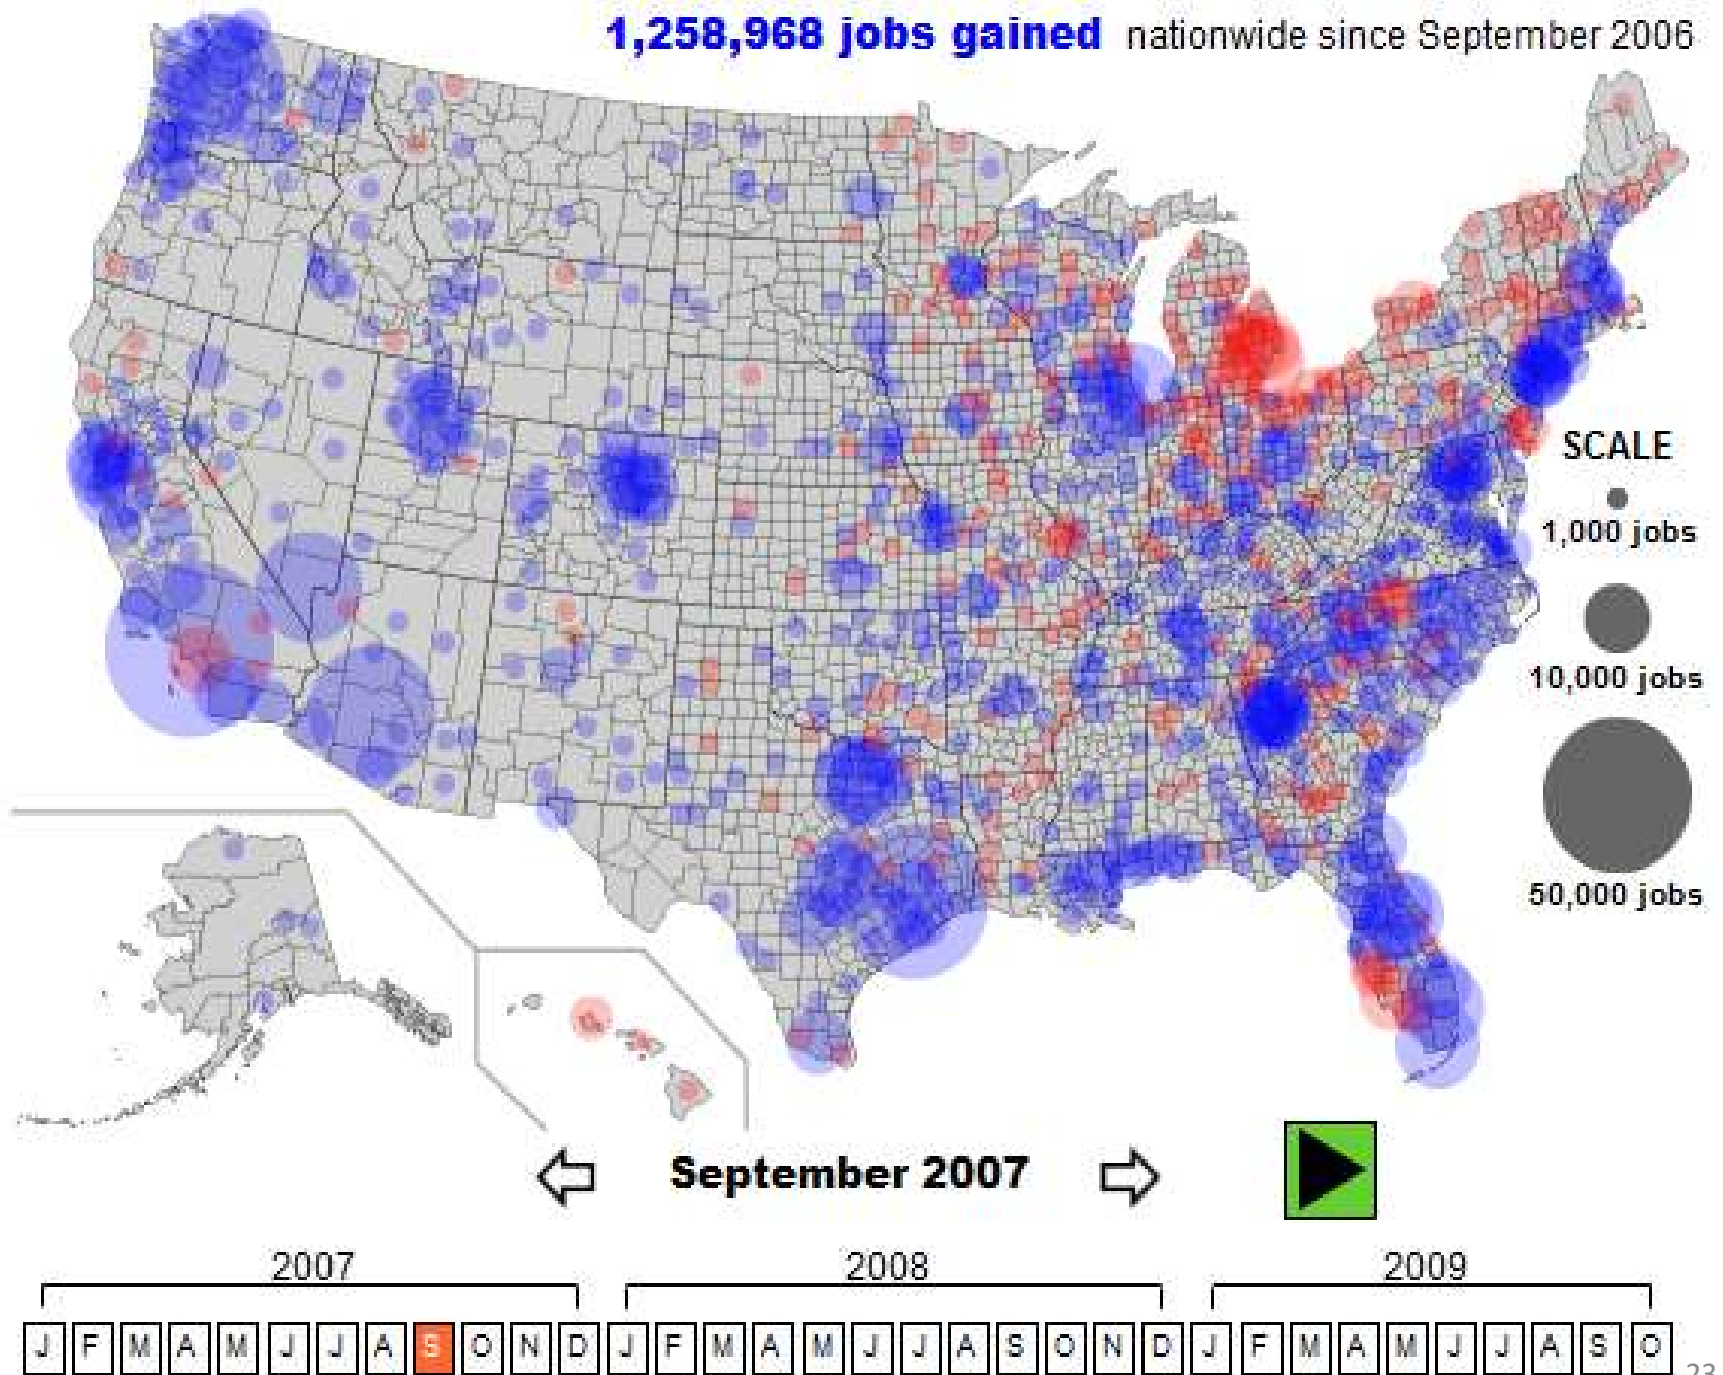 1,258,968 jobs gained nationwide since September 2006
SCALE
1,000 jobs
10,000 jobs
50,000 jobs
September 2007
2007 2008 2009
J F M A M J J A S O N D J F M A M J J A S O N D J F M A M J J A S O
23